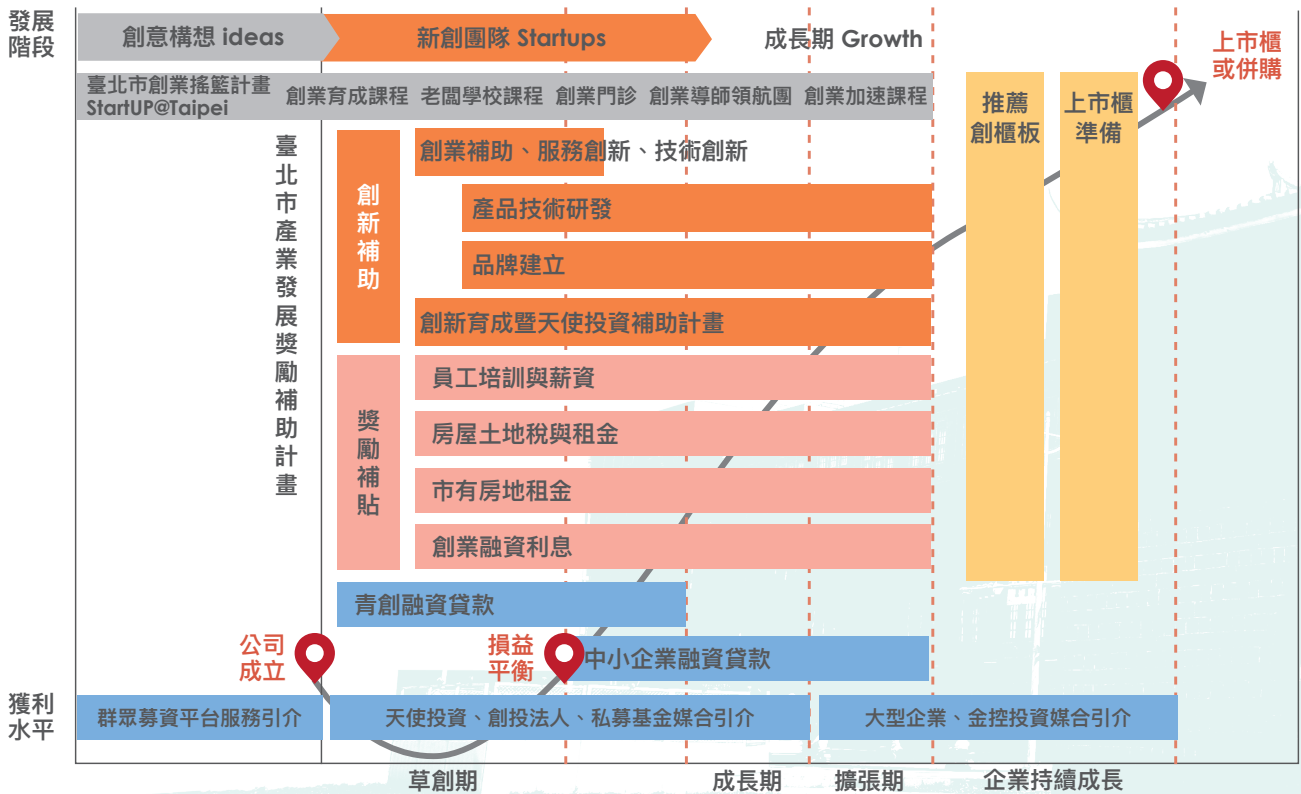 發展
階段
創意構想 ideas
新創團隊 Startups
成長期 Growth
上市櫃
或併購
臺北市創業搖籃計畫
StartUP@Taipei
創業育成課程
老闆學校課程
創業門診
創業導師領航團
創業加速課程
推薦
創櫃板
上市櫃
準備
臺北市產業發展獎勵補助計畫
創新補助
創業補助、服務創新、技術創新
產品技術研發
品牌建立
創新育成暨天使投資補助計畫
獎勵補貼
員工培訓與薪資
房屋土地稅與租金
市有房地租金
創業融資利息
青創融資貸款
公司
成立
損益
平衡
中小企業融資貸款
獲利
水平
群眾募資平台服務引介
天使投資、創投法人、私募基金媒合引介
大型企業、金控投資媒合引介
草創期
成長期
擴張期
企業持續成長